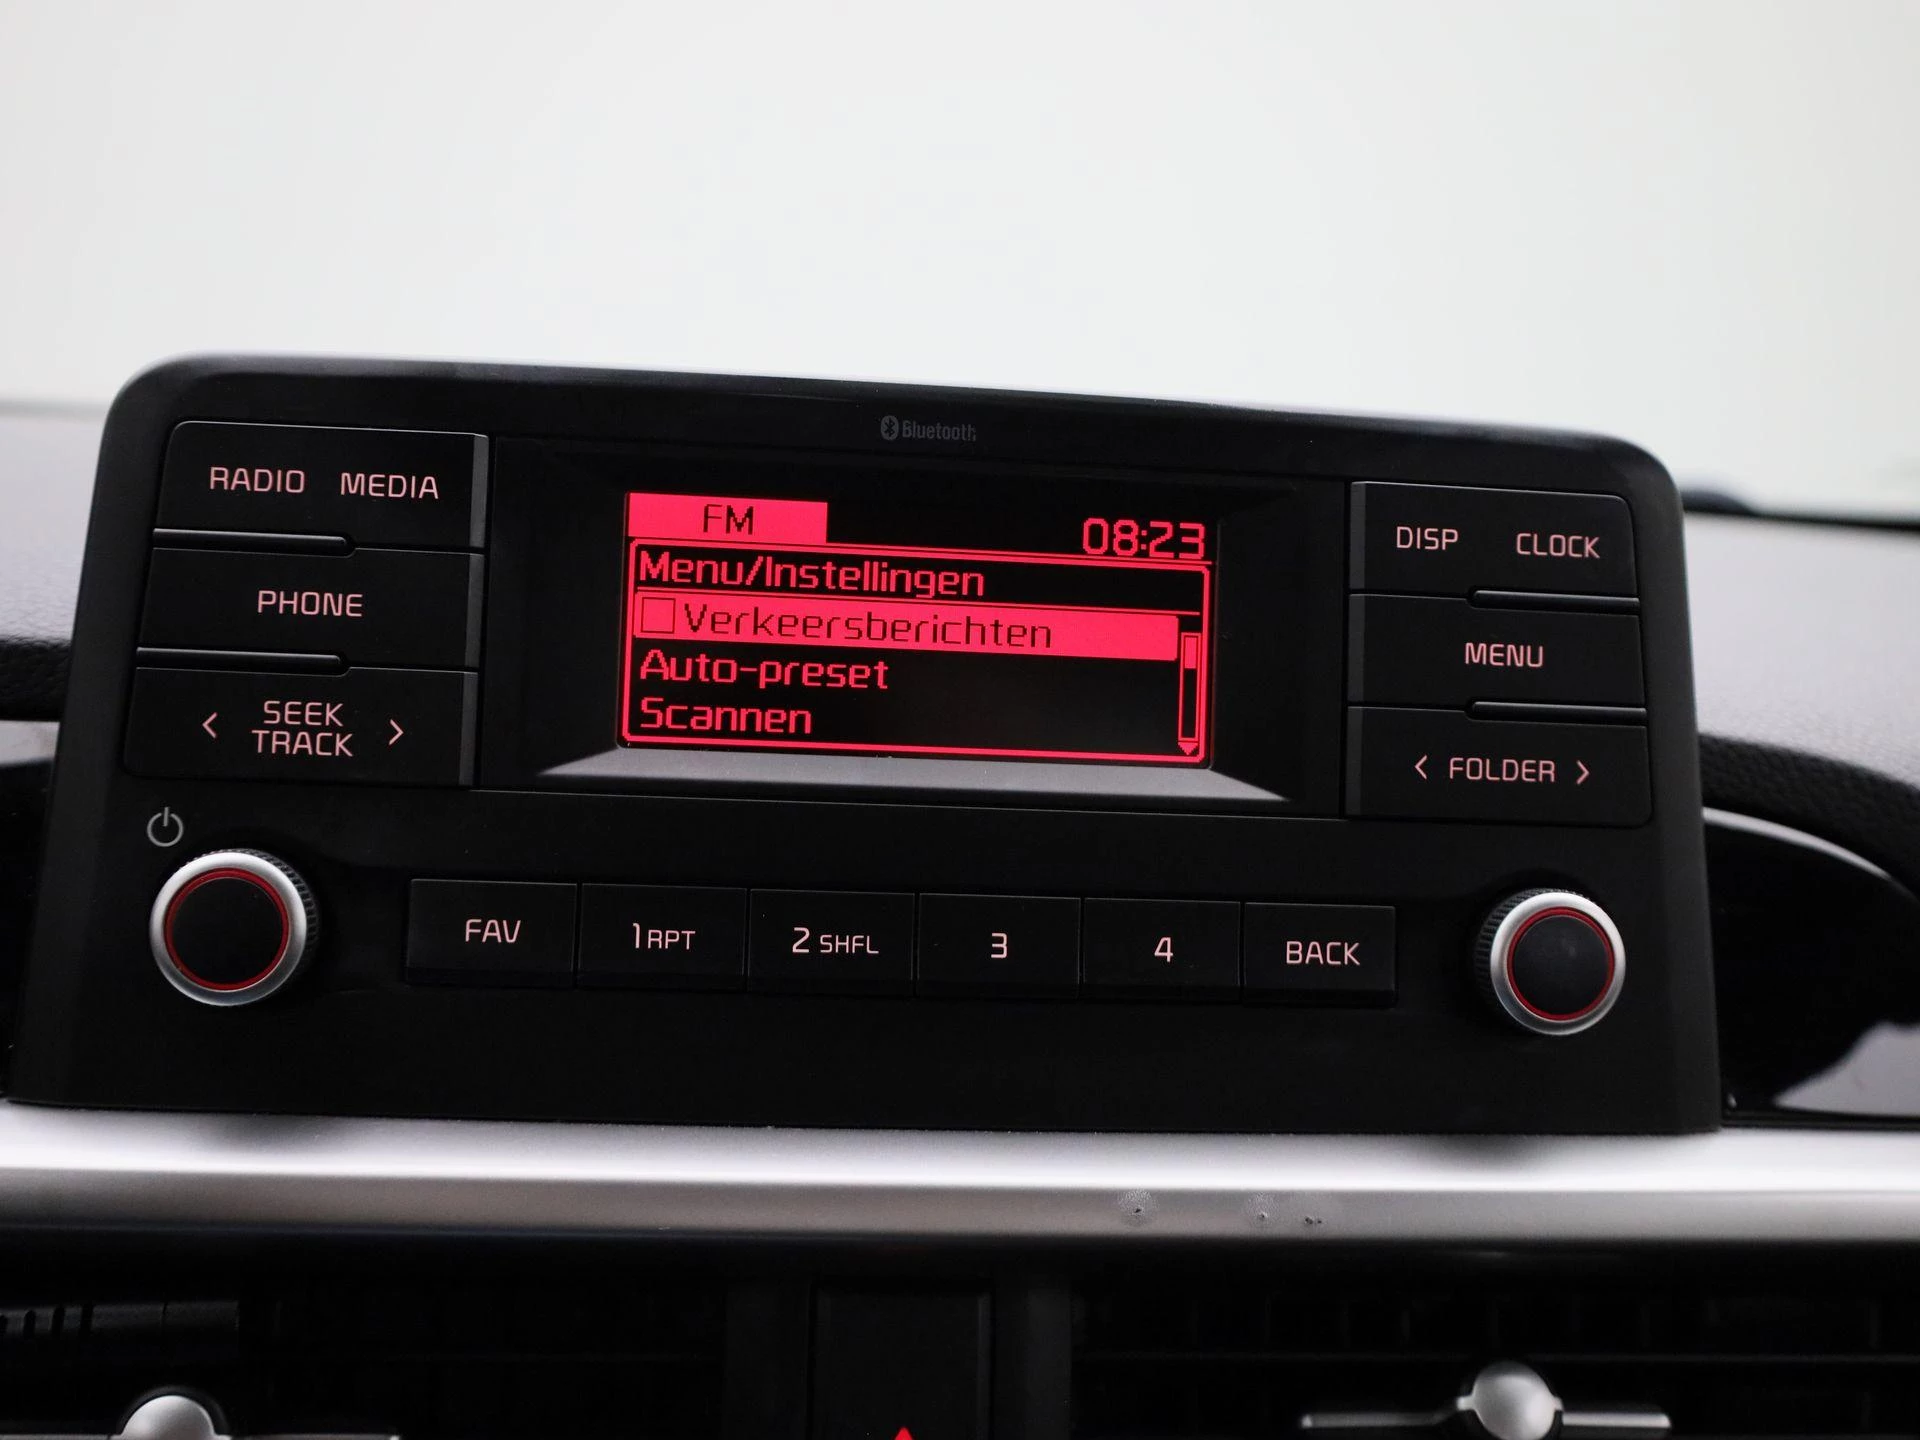 Bluetooth
RADIO MEDIA
PHONE
< SEEK TRACK >
FM 08:23
Menu/Instellingen
Verkeersberichten
Auto-preset
Scannen
DISP CLOCK
MENU
< FOLDER >
FAV 1 RPT 2 SHFL 3 4 BACK